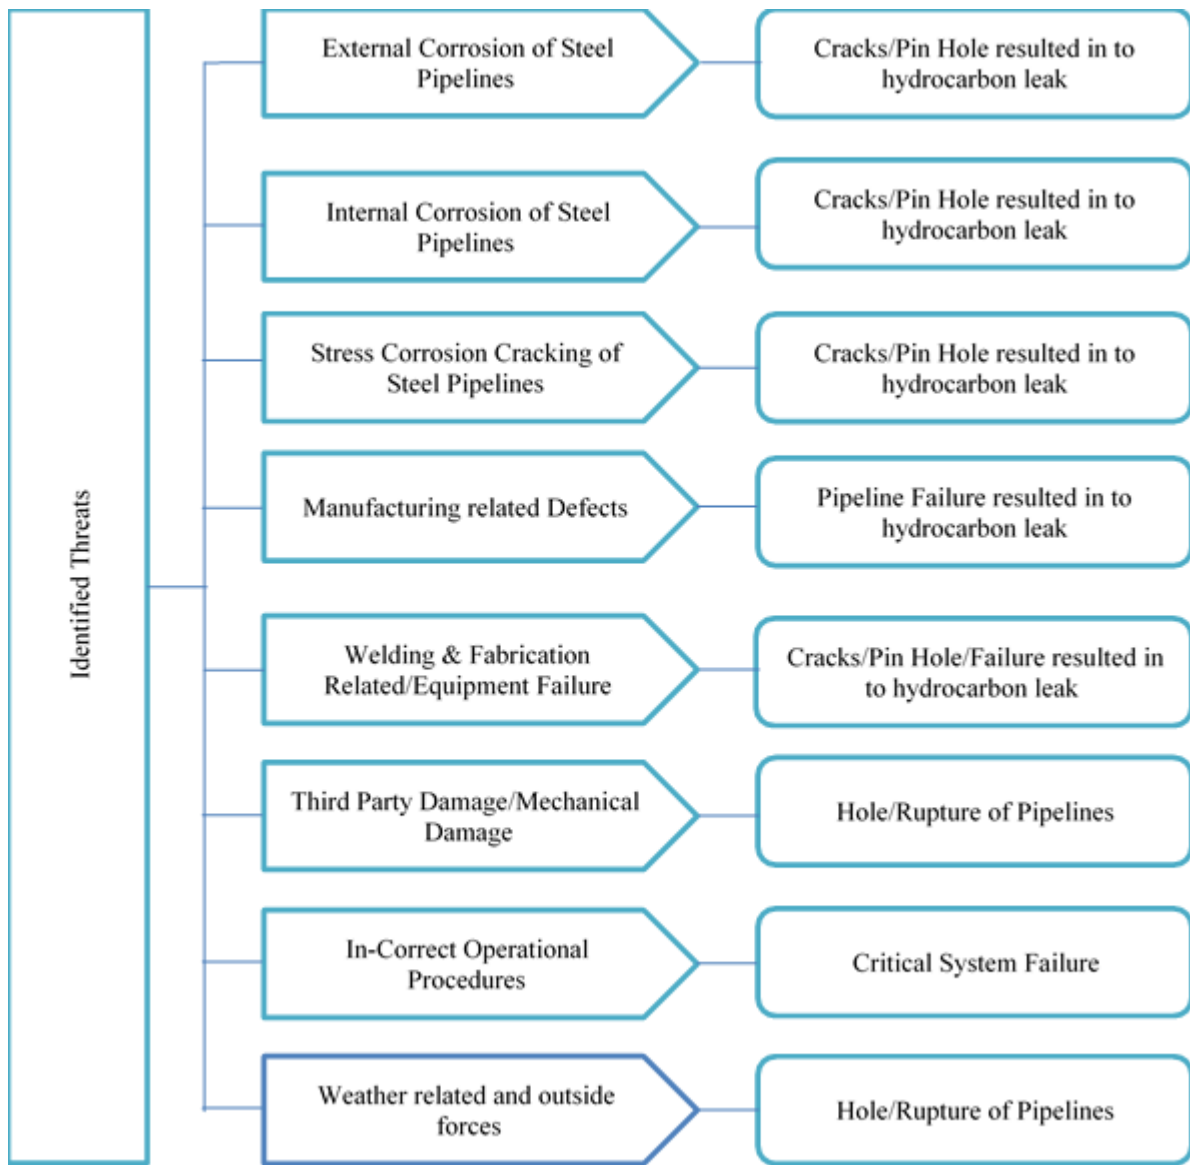 Identified Threats
External Corrosion of Steel
Pipelines
Cracks/Pin Hole resulted in to
hydrocarbon leak
Internal Corrosion of Steel
Pipelines
Cracks/Pin Hole resulted in to
hydrocarbon leak
Stress Corrosion Cracking of
Steel Pipelines
Cracks/Pin Hole resulted in to
hydrocarbon leak
Manufacturing related Defects
Pipeline Failure resulted in to
hydrocarbon leak
Welding & Fabrication
Related/Equipment Failure
Cracks/Pin Hole/Failure resulted in
to hydrocarbon leak
Third Party Damage/Mechanical
Damage
Hole/Rupture of Pipelines
In-Correct Operational
Procedures
Critical System Failure
Weather related and outside
forces
Hole/Rupture of Pipelines